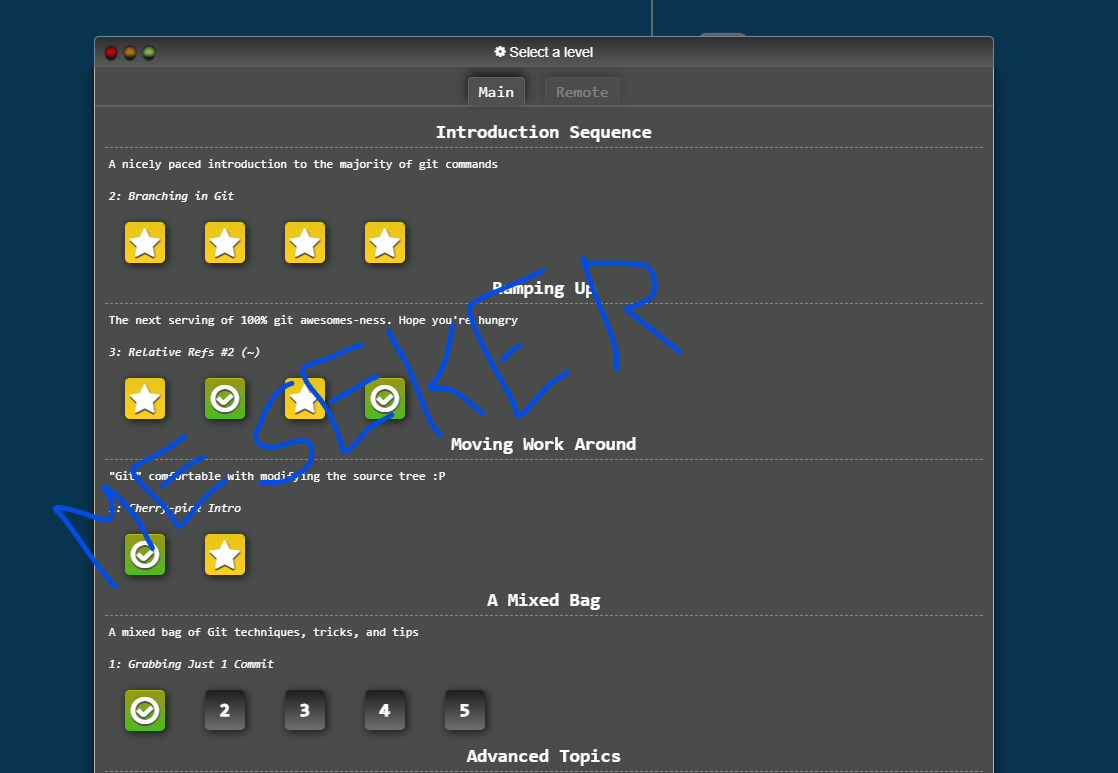 Select a level
Main Remote
Introduction Sequence
A nicely paced introduction to the majority of git commands
2: Branching in Git
Ramping Up
The next serving of 100% git awesomes-ness. Hope you're hungry
3: Relative Refs #2 (~)
Moving Work Around
"Git" comfortable with modifying the source tree :P
1: Cherry-pick Intro
A Mixed Bag
A mixed bag of Git techniques, tricks, and tips
1: Grabbing Just 1 Commit
2 3 4 5
Advanced Topics
ME SEKER